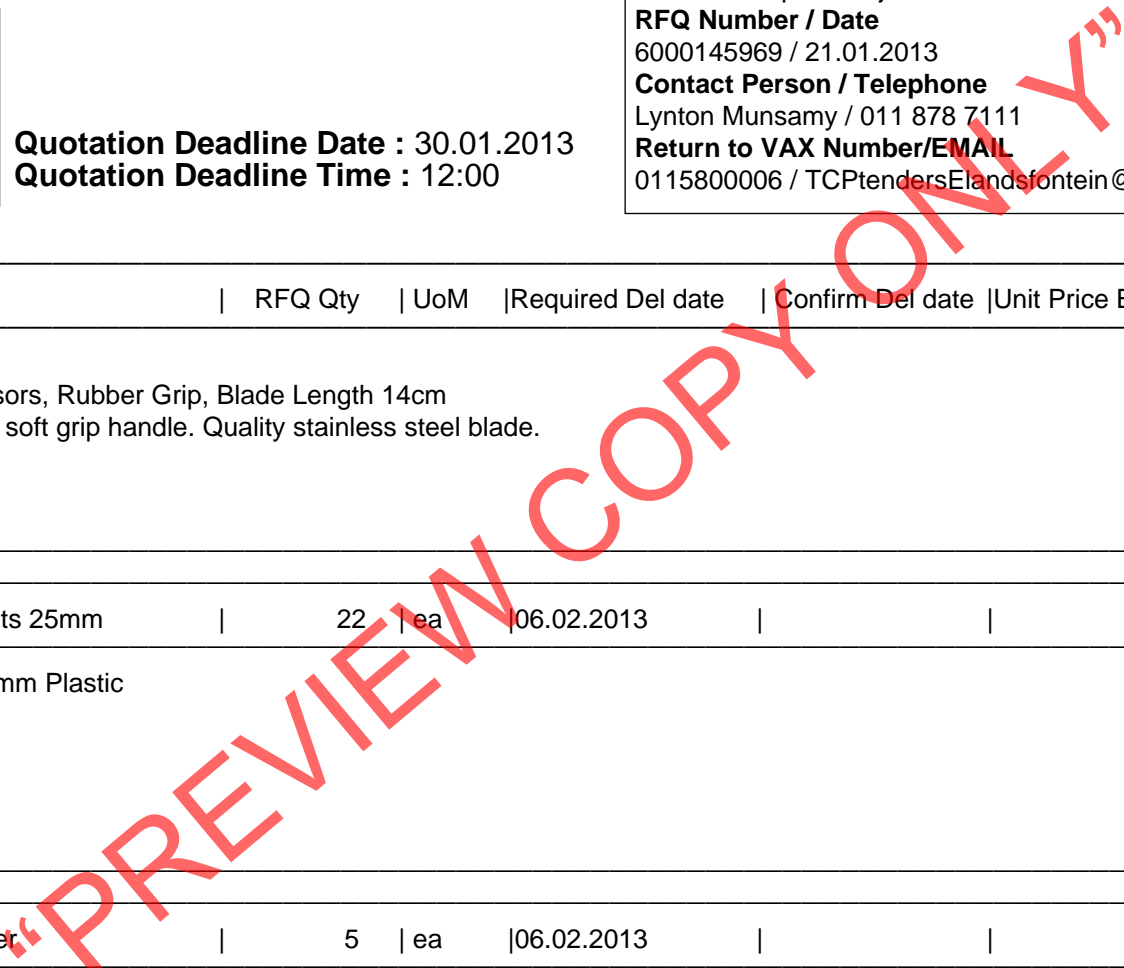 RFQ Number / Date
6000145969 / 21.01.2013
Contact Person / Telephone
Lynton Munsamy / 011 878 7111
Return to VAX Number/EMAIL
0115800006 / TCPtendersElandsfontein@
Quotation Deadline Date : 30.01.2013
Quotation Deadline Time : 12:00
| RFQ Qty | UoM |Required Del date | Confirm Del date |Unit Price E
sors, Rubber Grip, Blade Length 14cm
soft grip handle. Quality stainless steel blade.
ts 25mm | 22 | ea |06.02.2013 | |
mm Plastic
er | 5 | ea |06.02.2013 | |
“PREVIEW COPY ONLY”